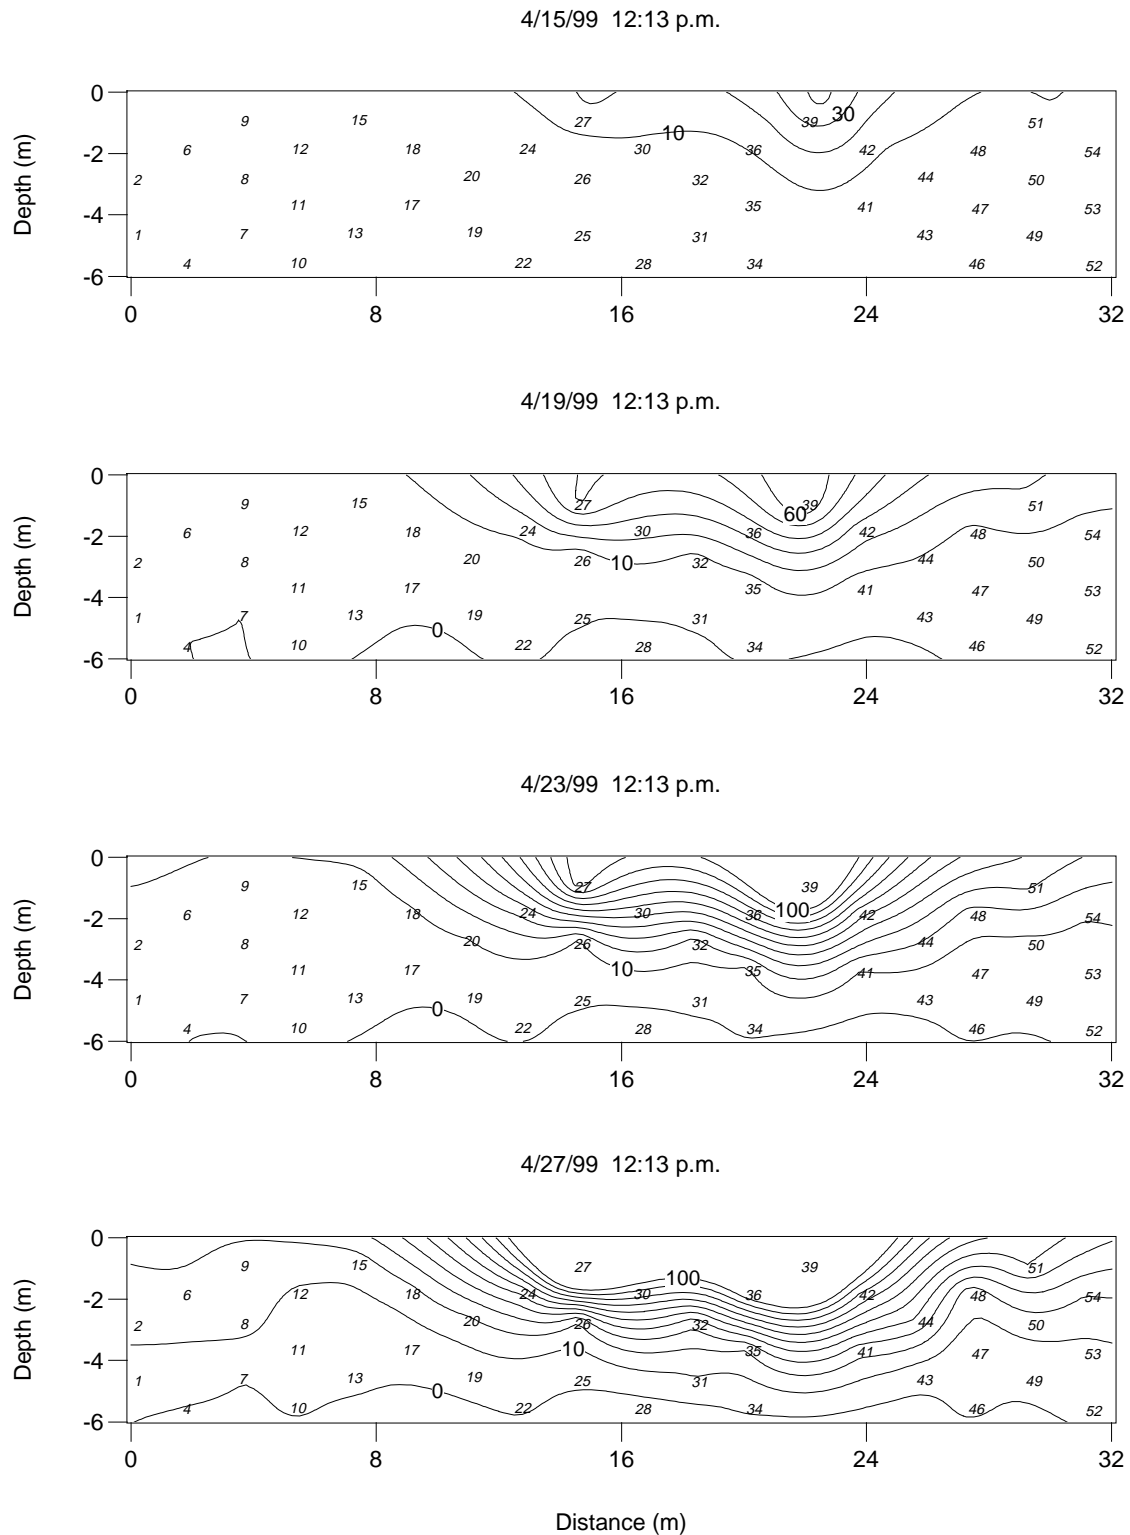 4/15/99 12:13 p.m.
0
9 15 27 39 30 51
10
-2 6 12 18 24 30 36 42 48 54
2 8 20 26 32 44 50
-4 11 17 35 41 47 53
1 7 13 19 25 31 43 49
-6 4 10 22 28 34 46 52
0 8 16 24 32
Depth (m)
4/19/99 12:13 p.m.
0
9 15 27 39 51
60
-2 6 12 18 24 30 36 42 48 54
2 8 20 26 10 32 44 50
-4 11 17 35 41 47 53
1 7 13 19 25 31 43 49
0
-6 4 10 22 28 34 46 52
0 8 16 24 32
Depth (m)
4/23/99 12:13 p.m.
0
9 15 27 39 51
100
-2 6 12 18 24 30 36 42 48 54
2 8 20 26 32 44 50
-4 11 17 10 35 41 47 53
1 7 13 19 25 31 43 49
0
-6 4 10 22 28 34 46 52
0 8 16 24 32
Depth (m)
4/27/99 12:13 p.m.
0
9 15 27 39 51
100
-2 6 12 18 24 30 36 42 48 54
2 8 20 26 32 44 50
-4 11 17 10 35 41 47 53
1 7 13 19 25 31 43 49
0
-6 4 10 22 28 34 46 52
0 8 16 24 32
Depth (m)
Distance (m)